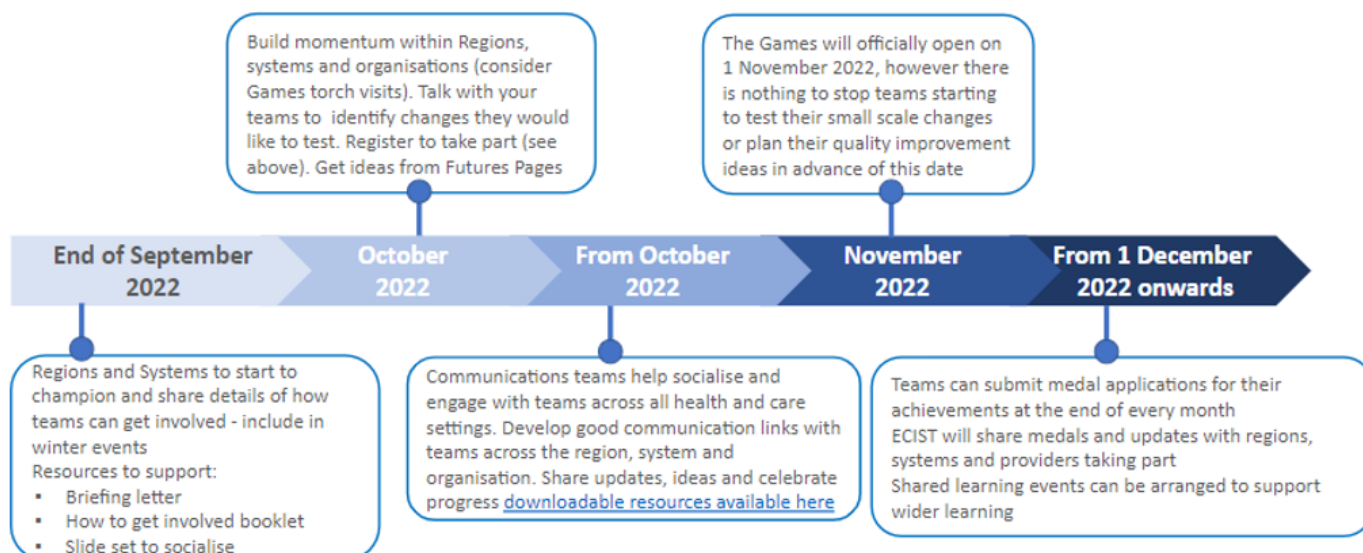 Build momentum within Regions,
systems and organisations (consider
Games torch visits). Talk with your
teams to  identify changes they would
like to test. Register to take part (see
above). Get ideas from Futures Pages
The Games will officially open on
1 November 2022, however there
is nothing to stop teams starting
to test their small scale changes
or plan their quality improvement
ideas in advance of this date
End of September
2022
October
2022
From October
2022
November
2022
From 1 December
2022 onwards
Regions and Systems to start to
champion and share details of how
teams can get involved - include in
winter events
Resources to support:
▪ Briefing letter
▪ How to get involved booklet
▪ Slide set to socialise
Communications teams help socialise and
engage with teams across all health and care
settings. Develop good communication links with
teams across the region, system and
organisation. Share updates, ideas and celebrate
progress downloadable resources available here
Teams can submit medal applications for their
achievements at the end of every month
ECIST will share medals and updates with regions,
systems and providers taking part
Shared learning events can be arranged to support
wider learning